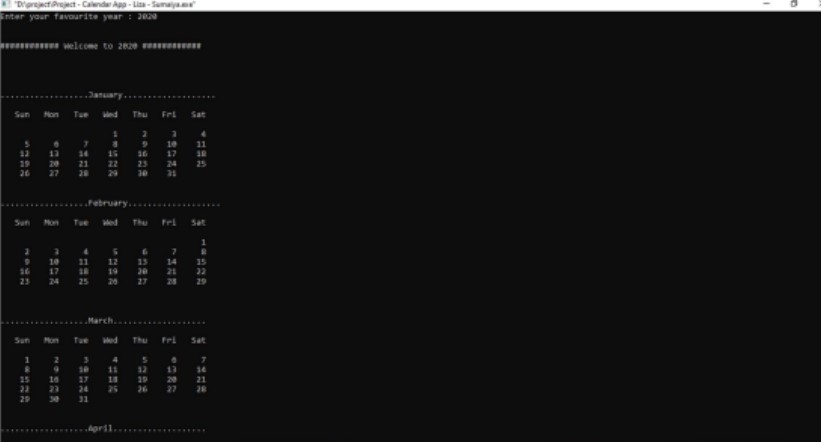 "D:\project\Project - Calendar App - Liza - Sumaiya.exe"
Enter your favourite year : 2020
############ Welcome to 2020 ############
...................January....................
Sun Mon Tue Wed Thu Fri Sat
1 2 3 4
5 6 7 8 9 10 11
12 13 14 15 16 17 18
19 20 21 22 23 24 25
26 27 28 29 30 31
...................February....................
Sun Mon Tue Wed Thu Fri Sat
1
2 3 4 5 6 7 8
9 10 11 12 13 14 15
16 17 18 19 20 21 22
23 24 25 26 27 28 29
...................March....................
Sun Mon Tue Wed Thu Fri Sat
1 2 3 4 5 6 7
8 9 10 11 12 13 14
15 16 17 18 19 20 21
22 23 24 25 26 27 28
29 30 31
...................April....................